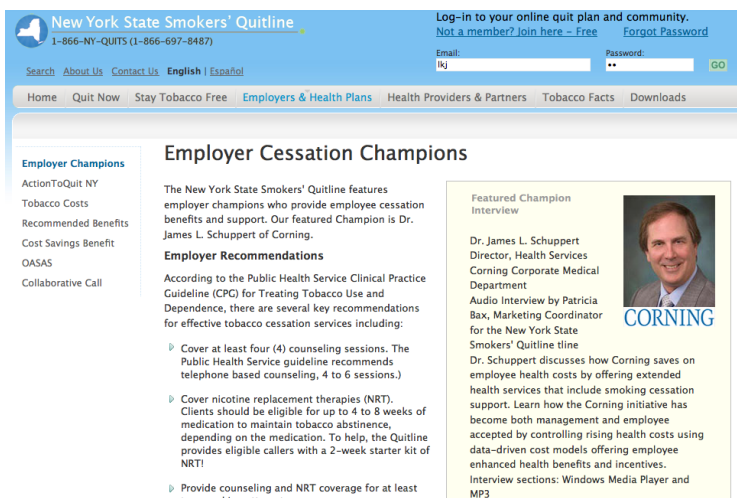 New York State Smokers' Quitline
1-866-NY-QUITS (1-866-697-8487)
Log-in to your online quit plan and community.
Not a member? Join here – Free Forgot Password
Email: Password:
lkj •• GO
Search About Us Contact Us English | Español
Home Quit Now Stay Tobacco Free Employers & Health Plans Health Providers & Partners Tobacco Facts Downloads
Employer Champions
ActionToQuit NY
Tobacco Costs
Recommended Benefits
Cost Savings Benefit
OASAS
Collaborative Call
Employer Cessation Champions
The New York State Smokers' Quitline features
employer champions who provide employee cessation
benefits and support. Our featured Champion is Dr.
James L. Schuppert of Corning.
Employer Recommendations
According to the Public Health Service Clinical Practice
Guideline (CPG) for Treating Tobacco Use and
Dependence, there are several key recommendations
for effective tobacco cessation services including:
Cover at least four (4) counseling sessions. The
Public Health Service guideline recommends
telephone based counseling, 4 to 6 sessions.)
Cover nicotine replacement therapies (NRT).
Clients should be eligible for up to 4 to 8 weeks of
medication to maintain tobacco abstinence,
depending on the medication. To help, the Quitline
provides eligible callers with a 2-week starter kit of
NRT!
Provide counseling and NRT coverage for at least
Featured Champion
Interview
Dr. James L. Schuppert
Director, Health Services
Corning Corporate Medical
Department
Audio Interview by Patricia
Bax, Marketing Coordinator
for the New York State
Smokers' Quitline tline
CORNING
Dr. Schuppert discusses how Corning saves on
employee health costs by offering extended
health services that include smoking cessation
support. Learn how the Corning initiative has
become both management and employee
accepted by controlling rising health costs using
data-driven cost models offering employee
enhanced health benefits and incentives.
Interview sections: Windows Media Player and
MP3